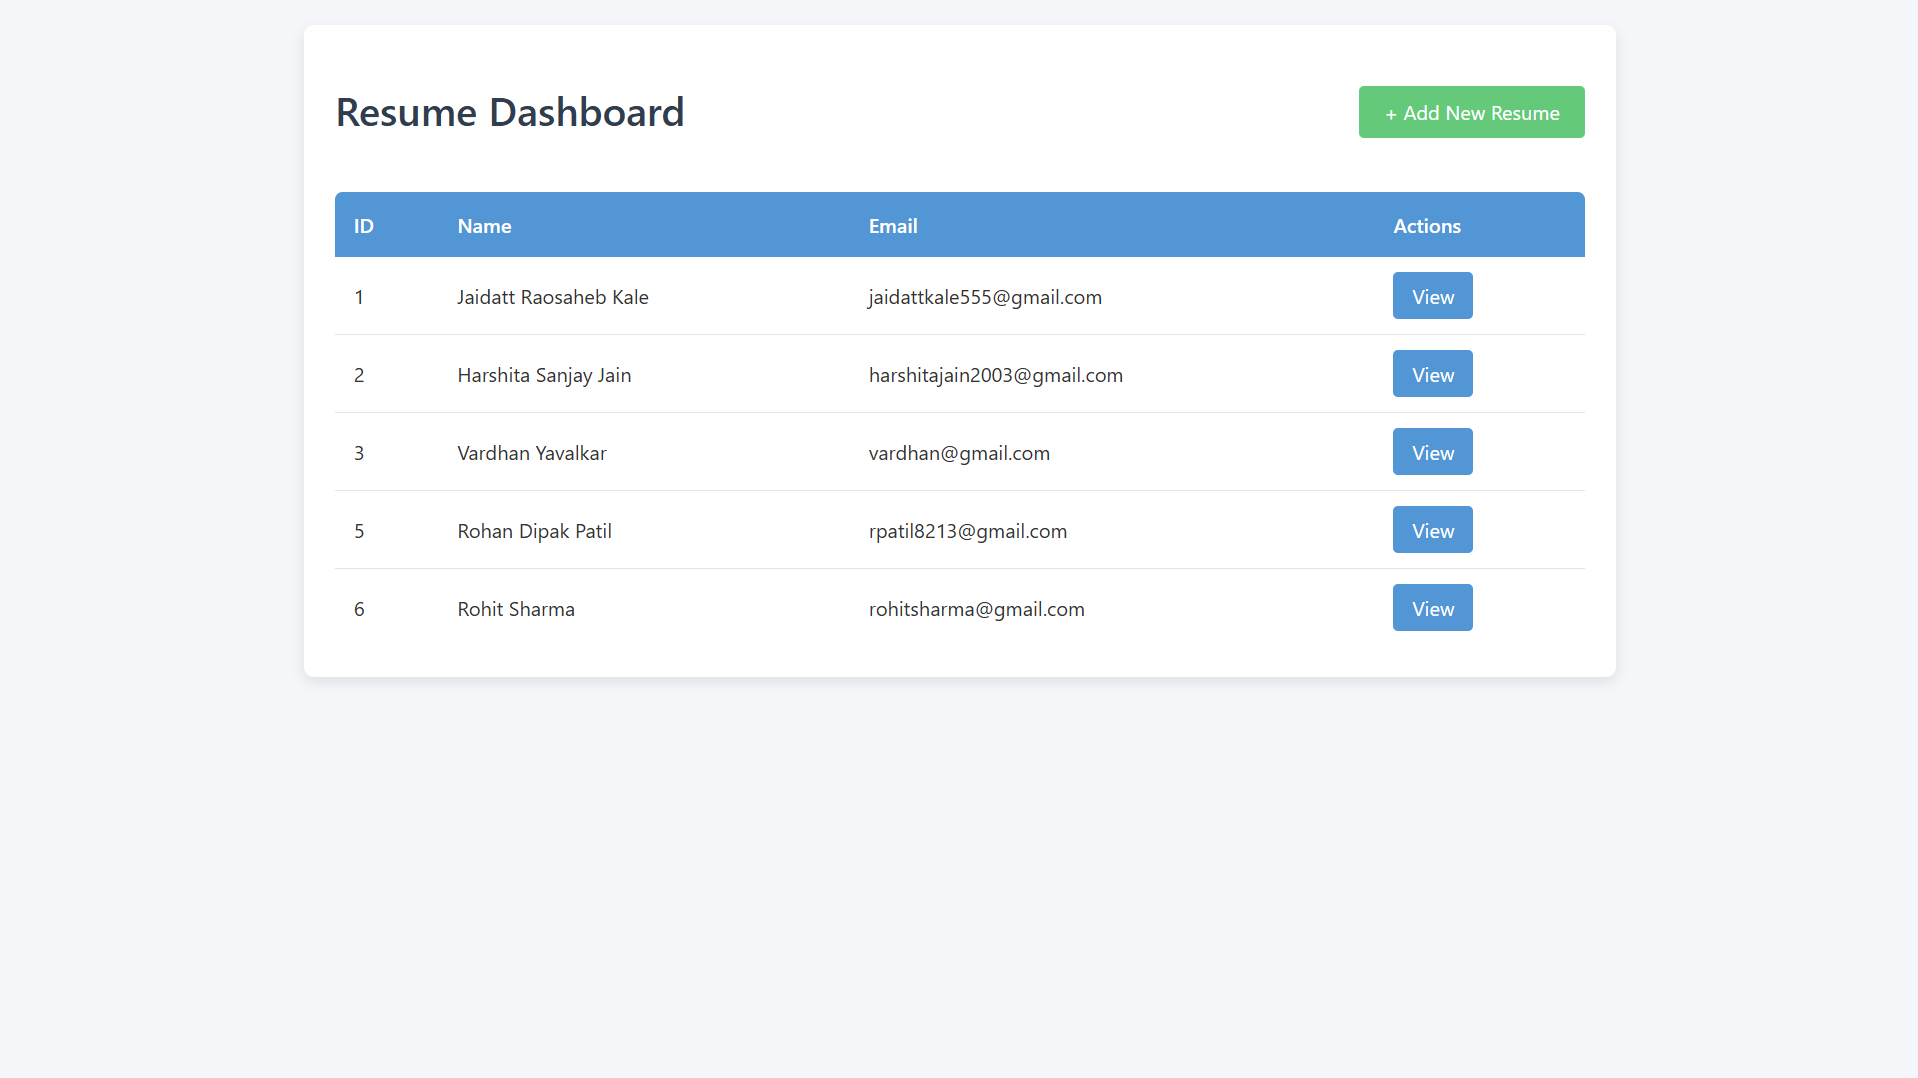 Resume Dashboard
+ Add New Resume
ID Name Email Actions
1 Jaidatt Raosaheb Kale jaidattkale555@gmail.com View
2 Harshita Sanjay Jain harshitajain2003@gmail.com View
3 Vardhan Yavalkar vardhan@gmail.com View
5 Rohan Dipak Patil rpatil8213@gmail.com View
6 Rohit Sharma rohitsharma@gmail.com View